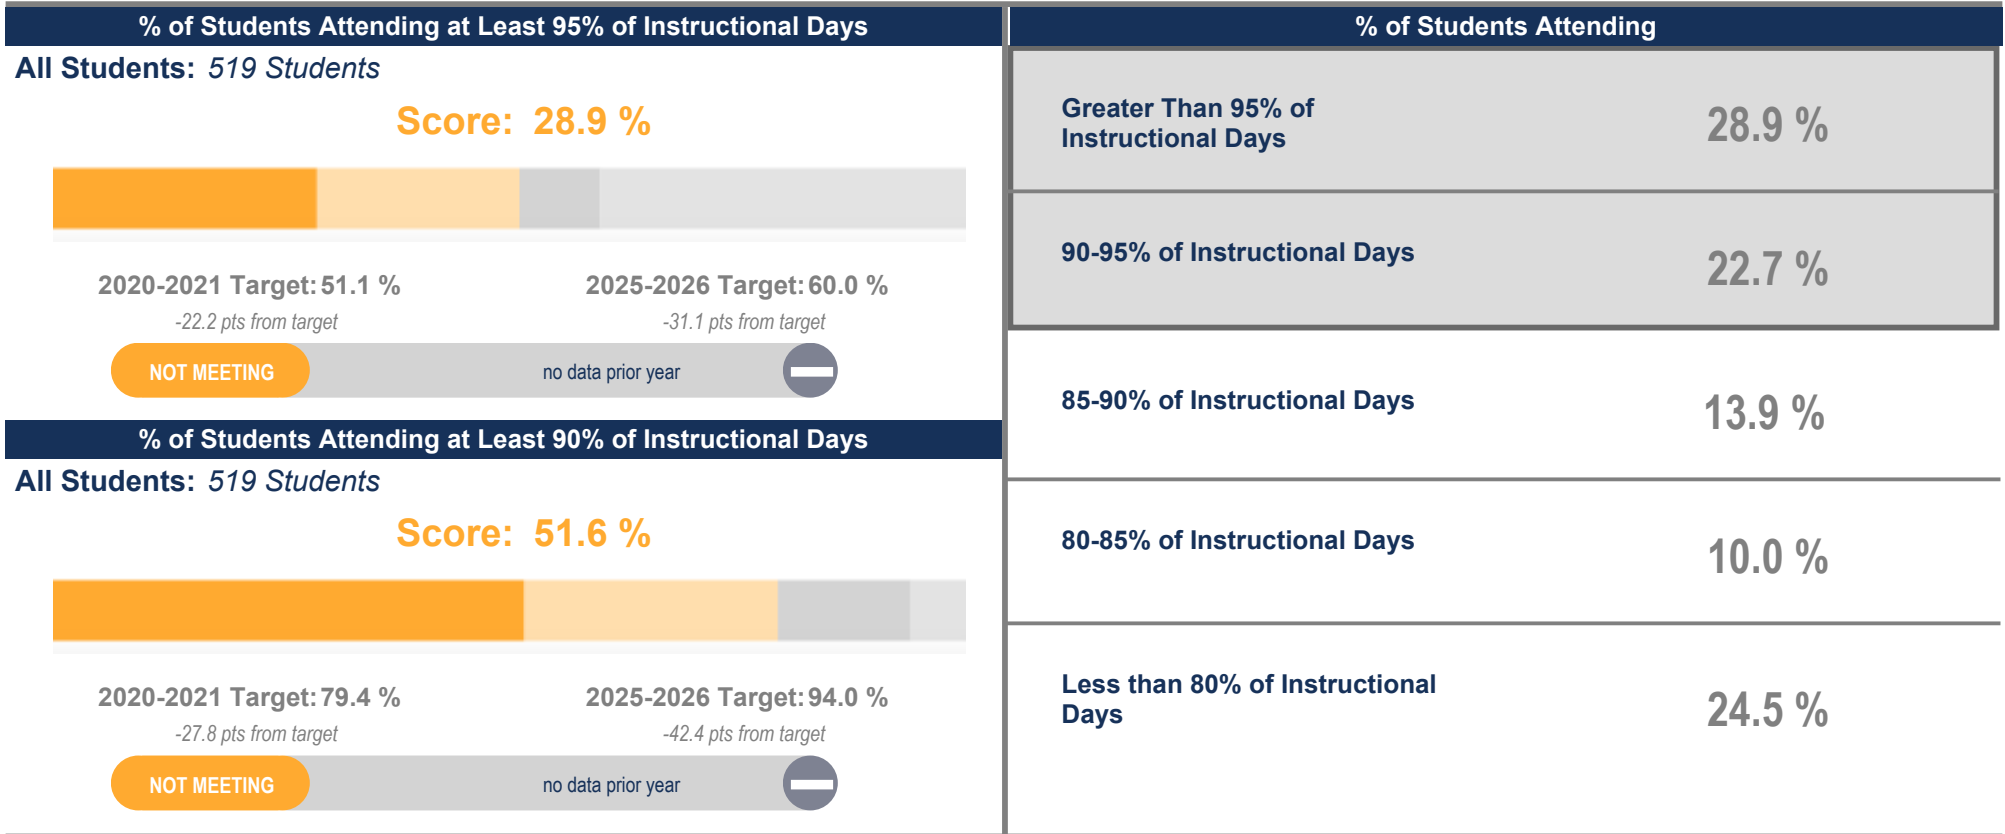 % of Students Attending at Least 95% of Instructional Days
All Students: 519 Students
Score: 28.9 %
2020-2021 Target: 51.1 %
-22.2 pts from target
2025-2026 Target: 60.0 %
-31.1 pts from target
NOT MEETING
no data prior year
% of Students Attending at Least 90% of Instructional Days
All Students: 519 Students
Score: 51.6 %
2020-2021 Target: 79.4 %
-27.8 pts from target
2025-2026 Target: 94.0 %
-42.4 pts from target
NOT MEETING
no data prior year
% of Students Attending
Greater Than 95% of
Instructional Days
28.9 %
90-95% of Instructional Days
22.7 %
85-90% of Instructional Days
13.9 %
80-85% of Instructional Days
10.0 %
Less than 80% of Instructional
Days
24.5 %